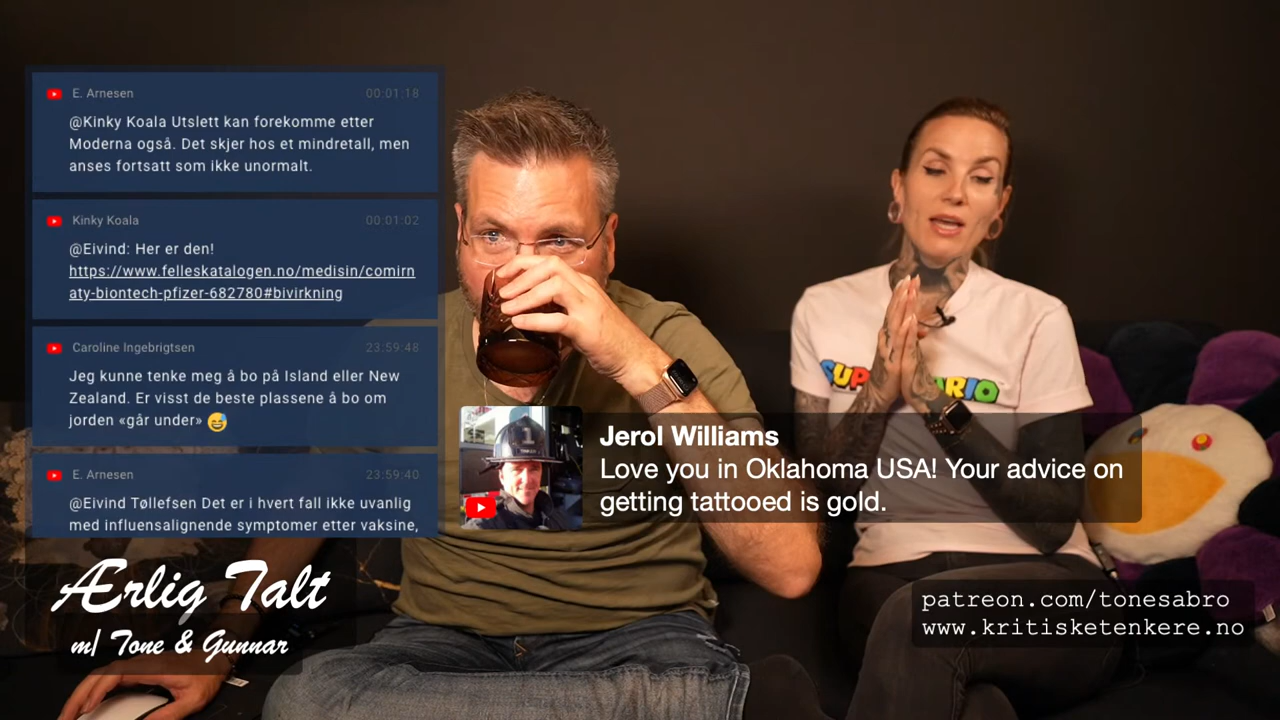 E. Arnesen
00:01:18
@Kinky Koala Utslett kan forekomme etter
Moderna også. Det skjer hos et mindretall, men
anses fortsatt som ikke unormalt.
Kinky Koala
00:01:02
@Eivind: Her er den!
https://www.felleskatalogen.no/medisin/comirn
aty-biontech-pfizer-682780#bivirkning
Caroline Ingebrigtsen
23:59:48
Jeg kunne tenke meg å bo på Island eller New
Zealand. Er visst de beste plassene å bo om
jorden «går under» 😅
E. Arnesen
23:59:40
@Eivind Tøllefsen Det er i hvert fall ikke uvanlig
med influensalignende symptomer etter vaksine,
1
Jerol Williams
Love you in Oklahoma USA! Your advice on
getting tattooed is gold.
Ærlig Talt
m/ Tone & Gunnar
patreon.com/tonesabro
www.kritisketenkere.no